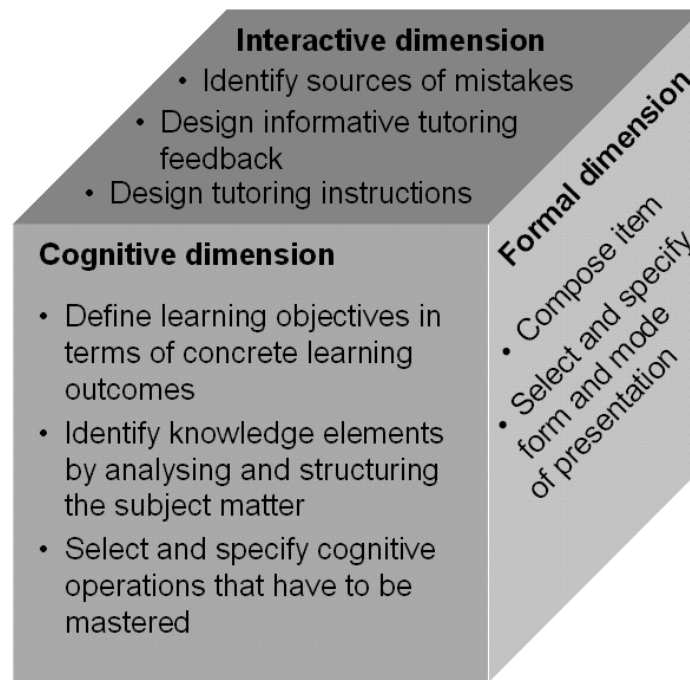 Interactive dimension
• Identify sources of mistakes
• Design informative tutoring
feedback
• Design tutoring instructions
Cognitive dimension
• Define learning objectives in
terms of concrete learning
outcomes
• Identify knowledge elements
by analysing and structuring
the subject matter
• Select and specify cognitive
operations that have to be
mastered
Formal dimension
• Compose item
• Select and specify
form and mode
of presentation